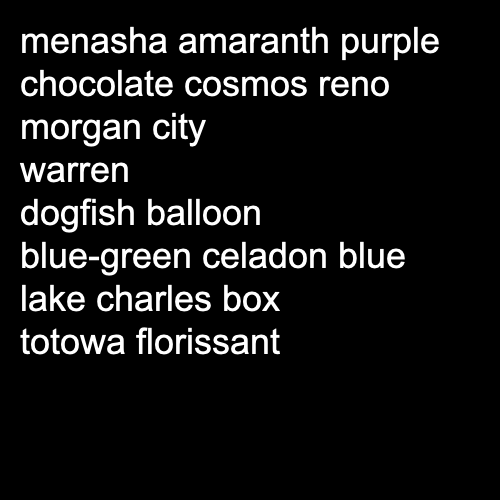 menasha amaranth purple
chocolate cosmos reno
morgan city
warren
dogfish balloon
blue-green celadon blue
lake charles box
totowa florissant